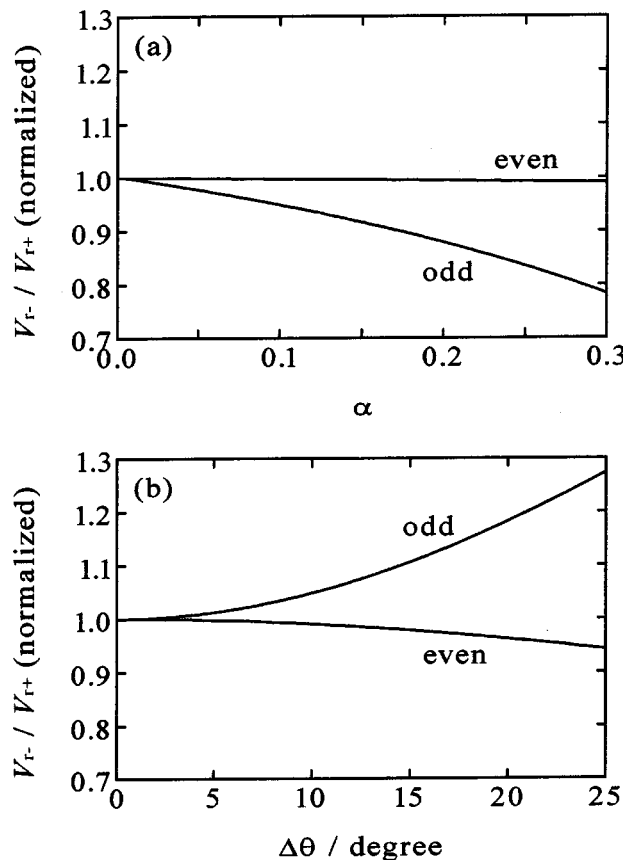 1.3
(a)
1.2
1.1
1.0
0.9
0.8
0.7
even
odd
0.0
0.1
0.2
0.3
α
V_r- / V_r+ (normalized)
1.3
(b)
1.2
1.1
1.0
0.9
0.8
0.7
odd
even
0
5
10
15
20
25
Δθ / degree
V_r- / V_r+ (normalized)